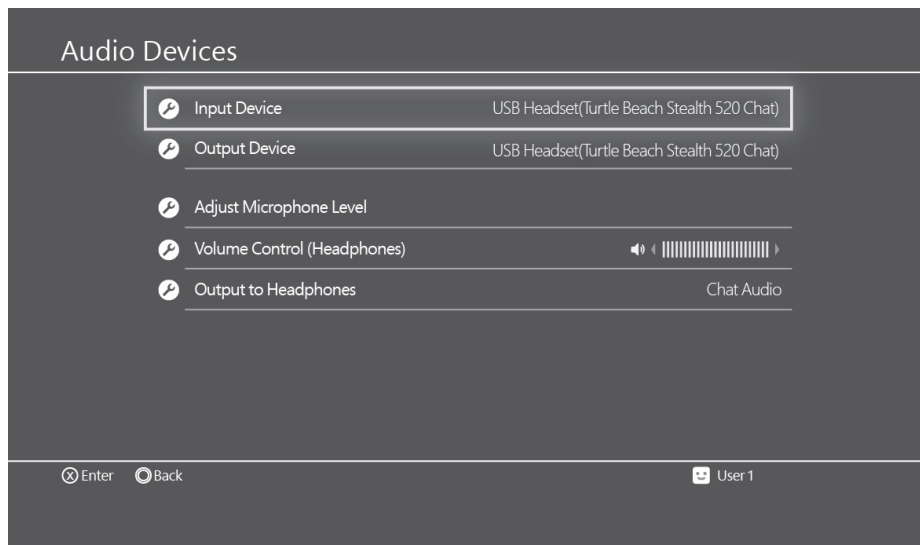 Audio Devices
Input Device USB Headset(Turtle Beach Stealth 520 Chat)
Output Device USB Headset(Turtle Beach Stealth 520 Chat)
Adjust Microphone Level
Volume Control (Headphones)
Output to Headphones Chat Audio
Enter Back User 1